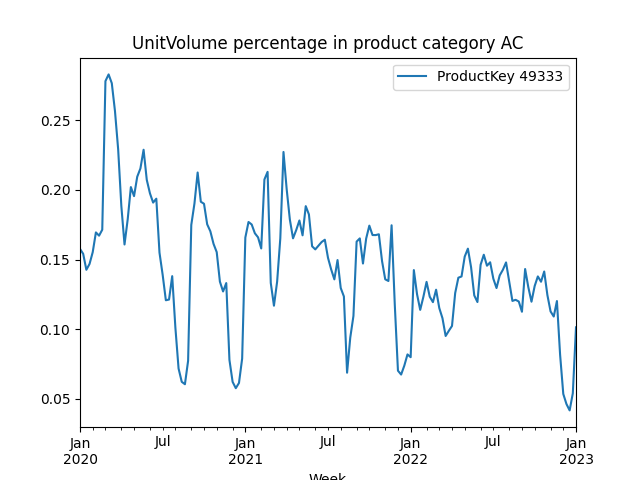 UnitVolume percentage in product category AC
ProductKey 49333
0.25
0.20
0.15
0.10
0.05
Jan Jul Jan Jul Jan Jul Jan
2020 2021 2022 2023
Week